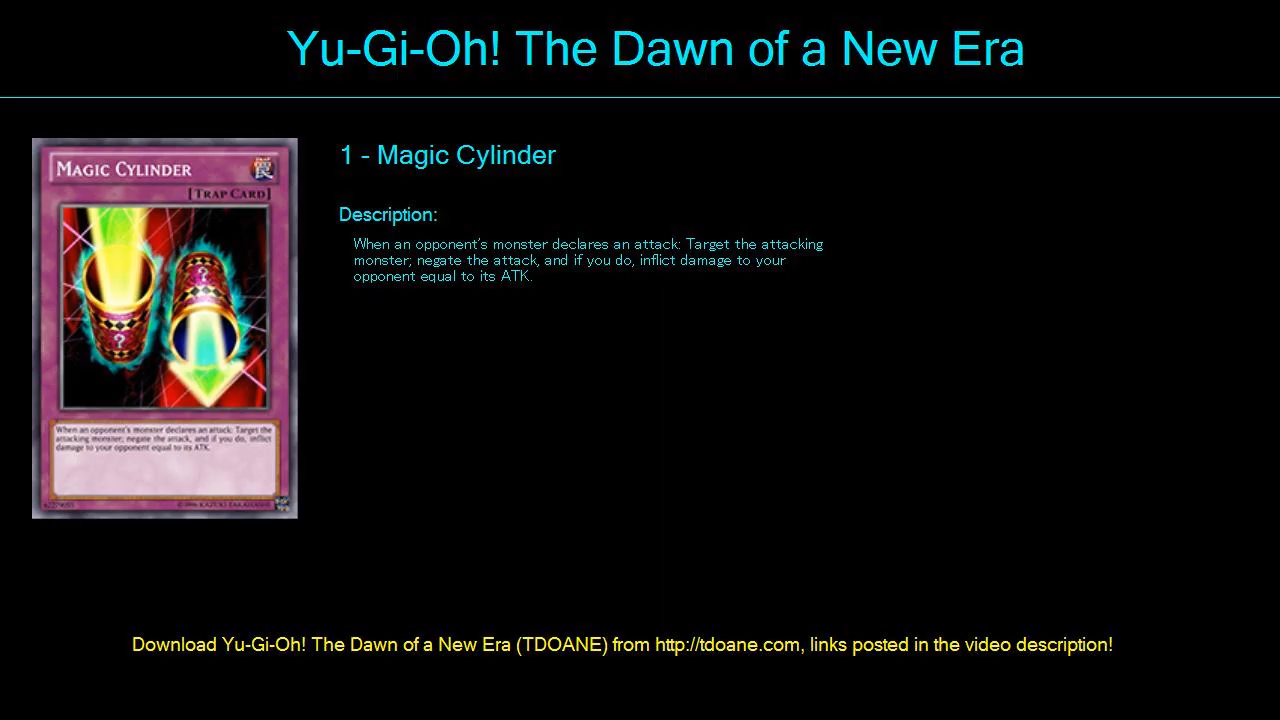 Yu-Gi-Oh! The Dawn of a New Era
MAGIC CYLINDER
罠
[TRAP CARD]
?
?
When an opponent's monster declares an attack: Target the
attacking monster; negate the attack, and if you do, inflict
damage to your opponent equal to its ATK.
©1996 KAZUKI TAKAHASHI
1 - Magic Cylinder
Description:
When an opponent's monster declares an attack: Target the attacking
monster; negate the attack, and if you do, inflict damage to your
opponent equal to its ATK.
Download Yu-Gi-Oh! The Dawn of a New Era (TDOANE) from http://tdoane.com, links posted in the video description!